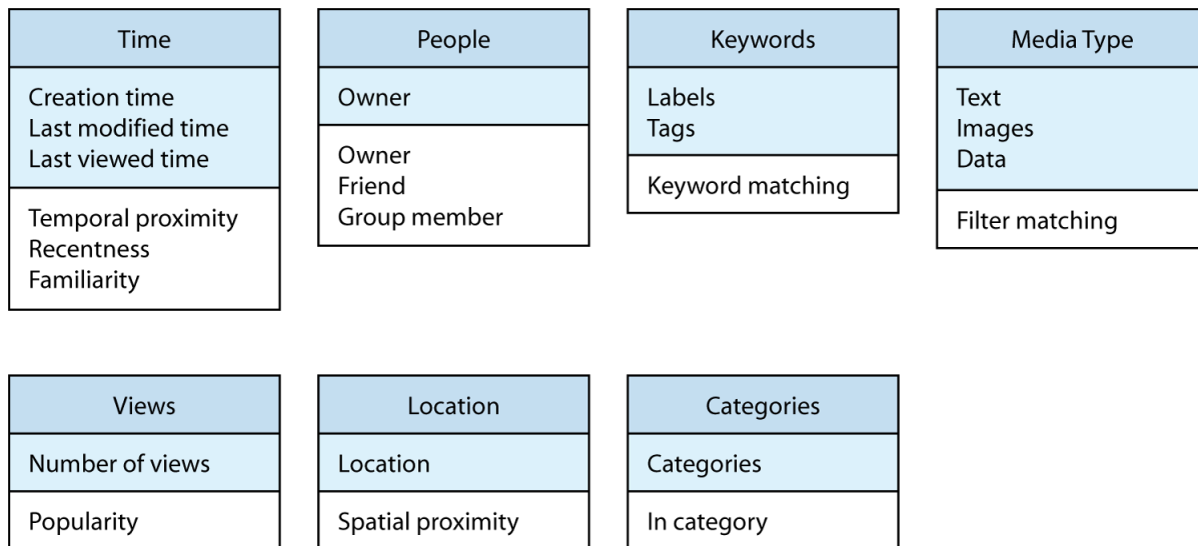 Time
Creation time
Last modified time
Last viewed time
Temporal proximity
Recentness
Familiarity
People
Owner
Owner
Friend
Group member
Keywords
Labels
Tags
Keyword matching
Media Type
Text
Images
Data
Filter matching
Views
Number of views
Popularity
Location
Location
Spatial proximity
Categories
Categories
In category